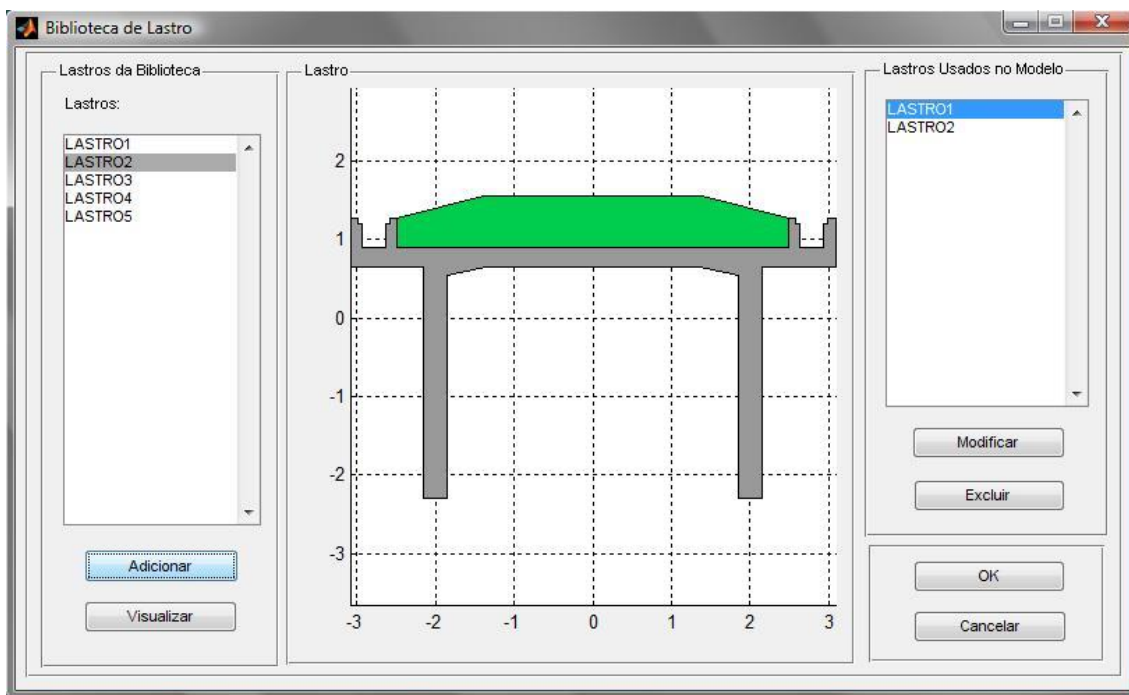 Biblioteca de Lastro
Lastros da Biblioteca
Lastros:
LASTRO1
LASTRO2
LASTRO3
LASTRO4
LASTRO5
Adicionar
Visualizar
Lastro
2
1
0
-1
-2
-3
-3
-2
-1
0
1
2
3
Lastros Usados no Modelo
LASTRO1
LASTRO2
Modificar
Excluir
OK
Cancelar